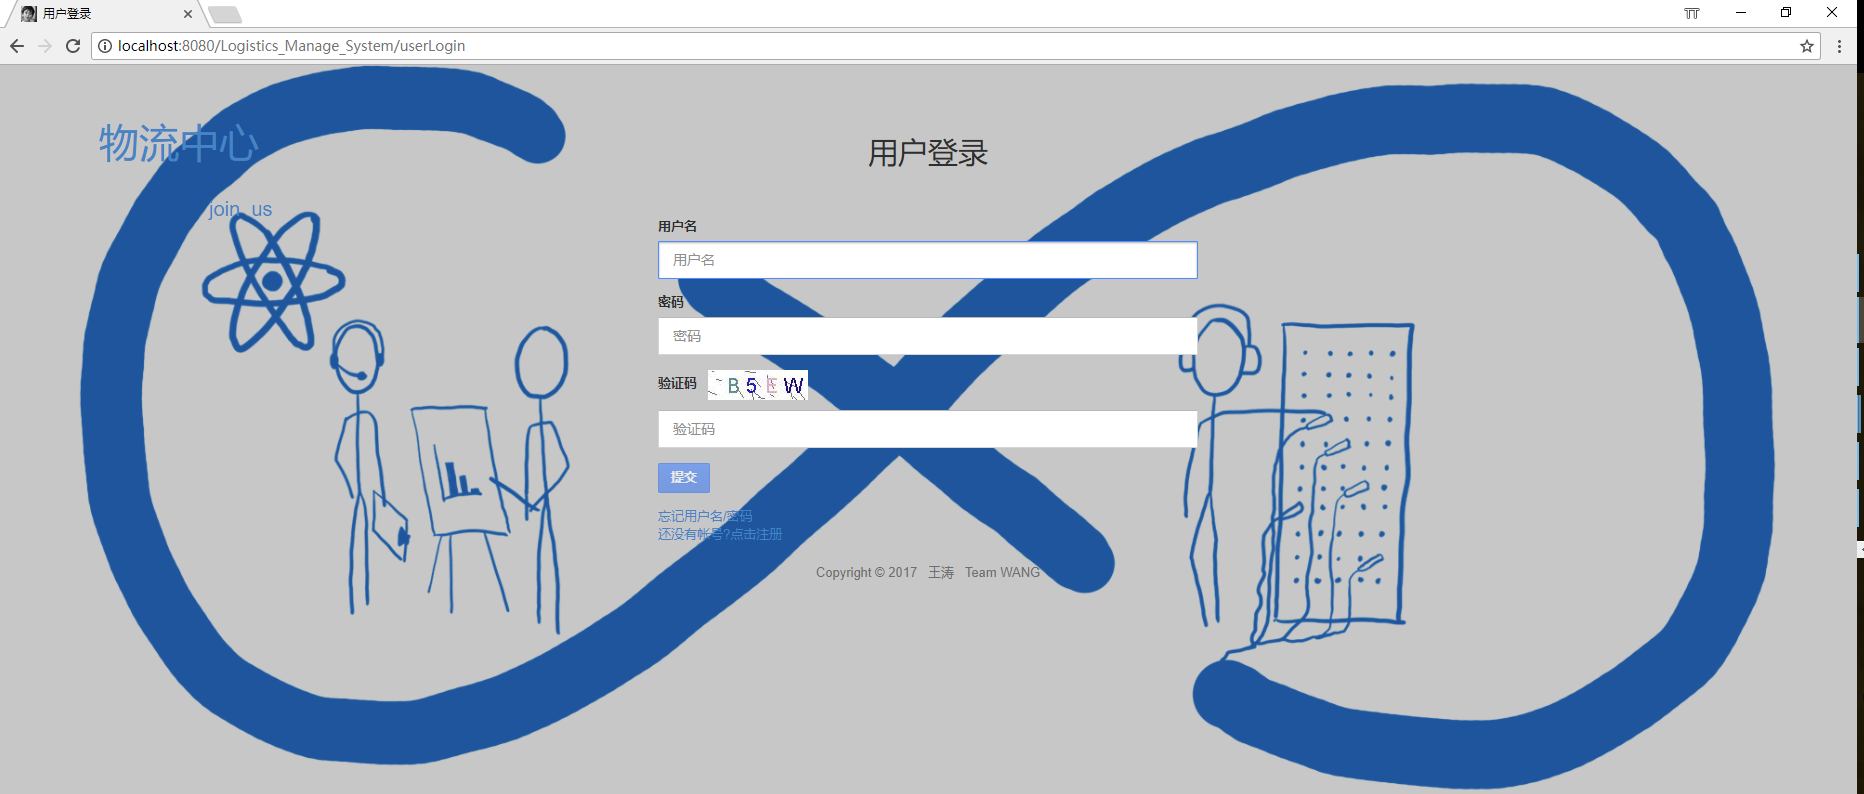 用户登录
localhost:8080/Logistics_Manage_System/userLogin
物流中心
join us
用户登录
用户名
用户名
密码
密码
验证码 B5EW
验证码
提交
忘记用户名/密码
还没有帐号?点击注册
Copyright © 2017 王涛 Team WANG